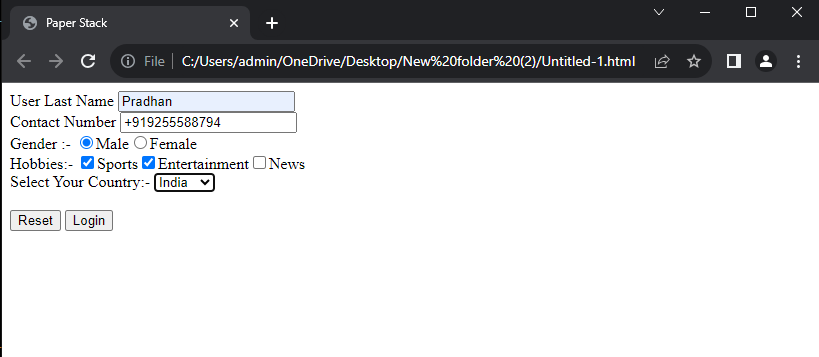 Paper Stack
File C:/Users/admin/OneDrive/Desktop/New%20folder%20(2)/Untitled-1.html
User Last Name Pradhan
Contact Number +919255588794
Gender :- Male Female
Hobbies:- Sports Entertainment News
Select Your Country:- India
Reset Login